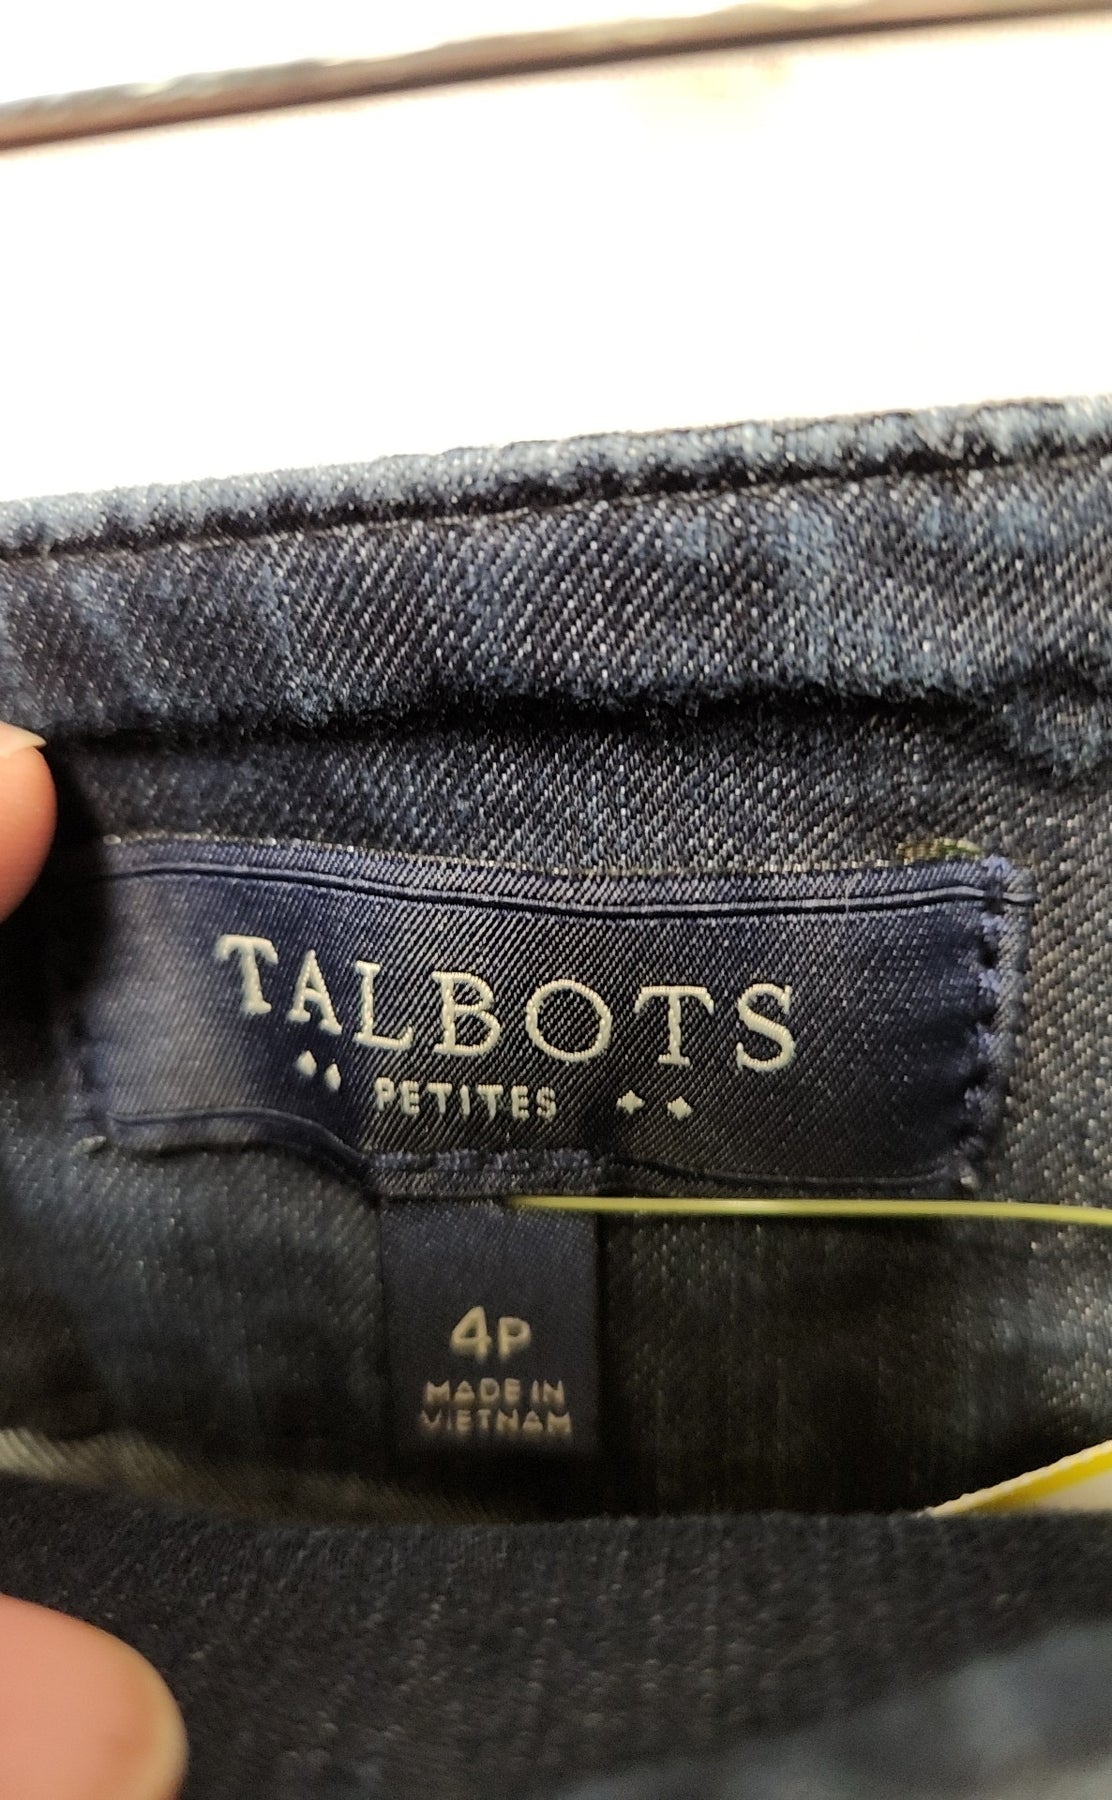 TALBOTS
PETITES
4P
MADE IN
VIETNAM